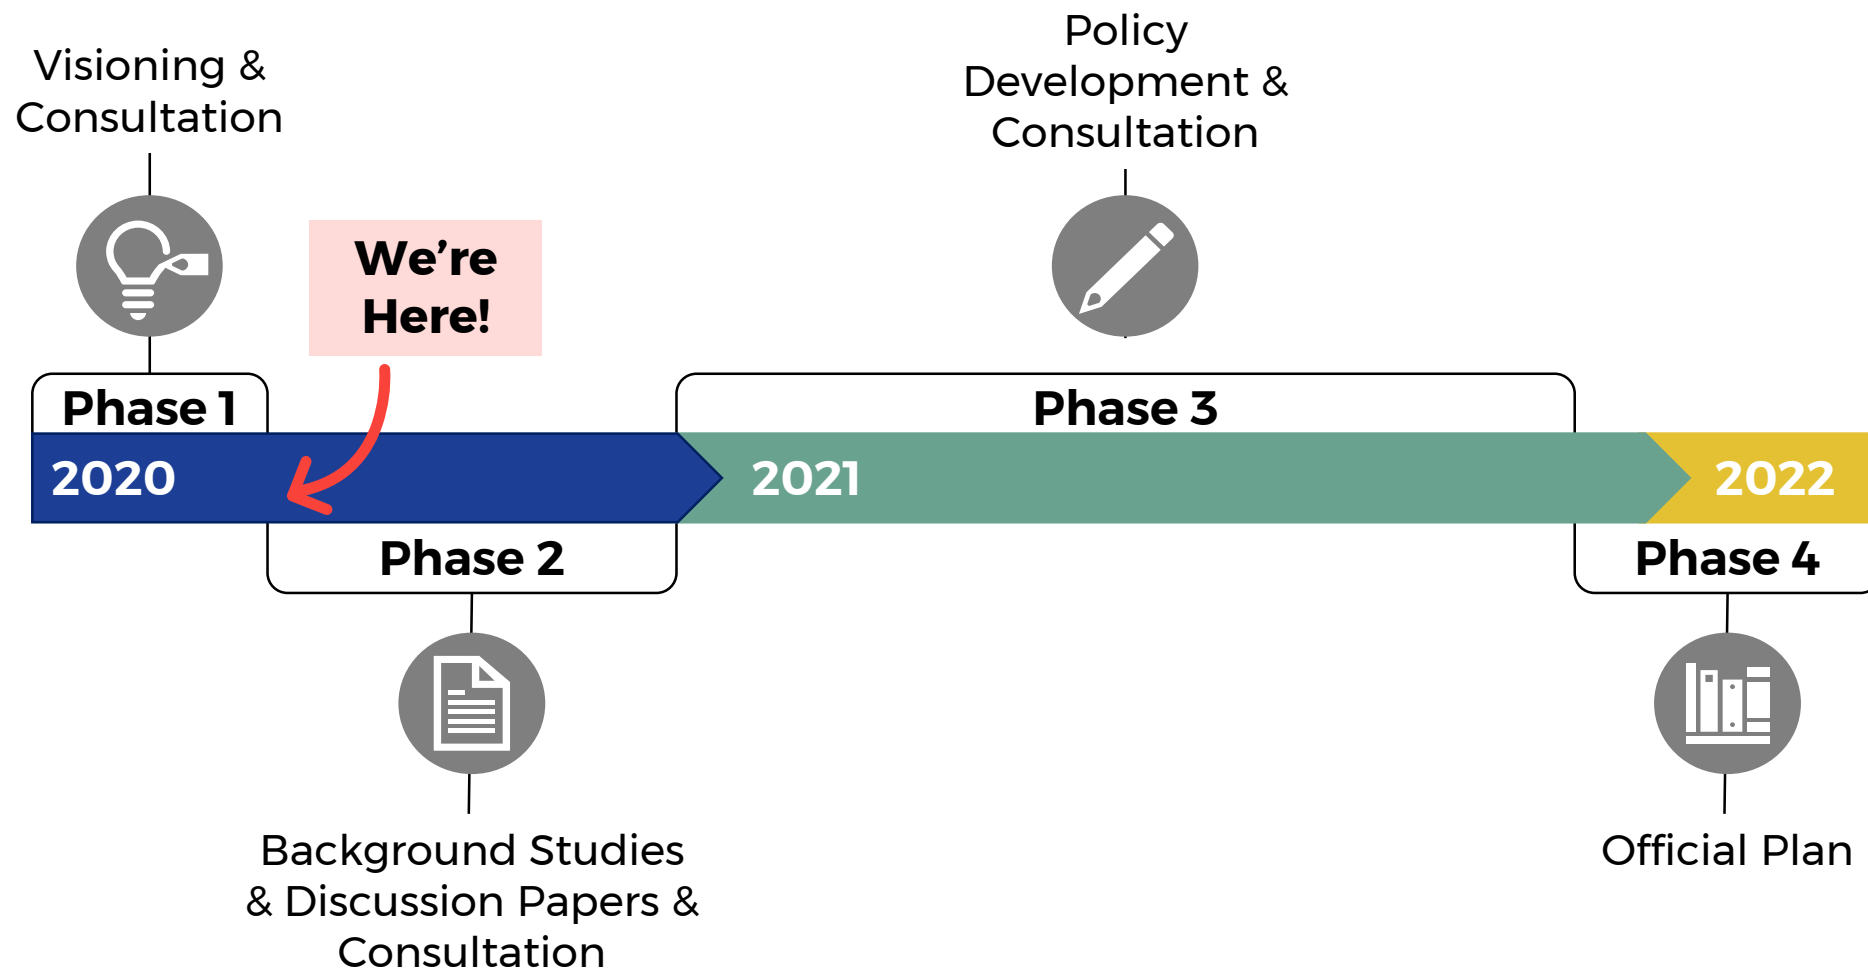 Visioning &
Consultation
Policy
Development &
Consultation
We’re
Here!
Phase 1
Phase 3
2020
2021
2022
Phase 2
Phase 4
Background Studies
& Discussion Papers &
Consultation
Official Plan